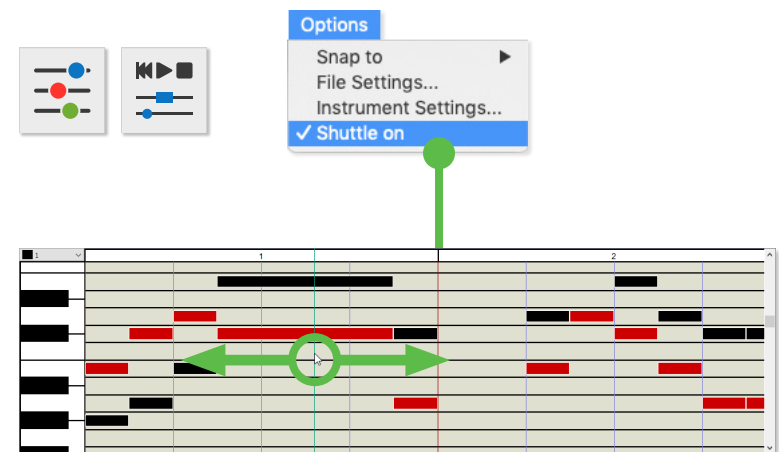 Options
Snap to
File Settings...
Instrument Settings...
Shuttle on
1
1
2